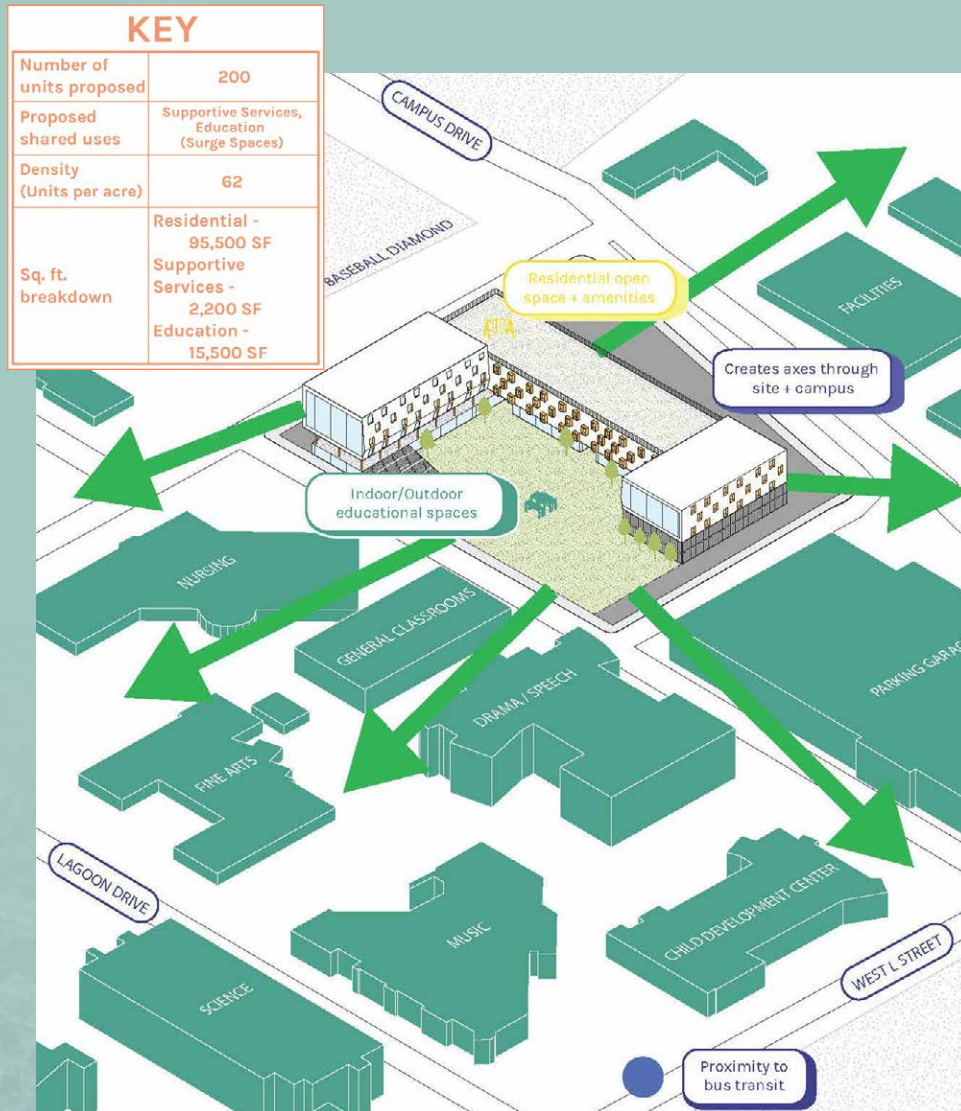 KEY
Number of
units proposed
200
Proposed
shared uses
Supportive Services,
Education
(Surge Spaces)
Density
(Units per acre)
62
Sq. ft.
breakdown
Residential -
95,500 SF
Supportive
Services -
2,200 SF
Education -
15,500 SF
CAMPUS DRIVE
BASEBALL DIAMOND
Residential open
space + amenities
FACILITIES
Creates axes through
site + campus
Indoor/Outdoor
educational spaces
NURSING
GENERAL CLASSROOMS
DRAMA / SPEECH
PARKING GARAG
FINE ARTS
LAGOON DRIVE
MUSIC
CHILD DEVELOPMENT CENTER
WEST L STREET
SCIENCE
Proximity to
bus transit